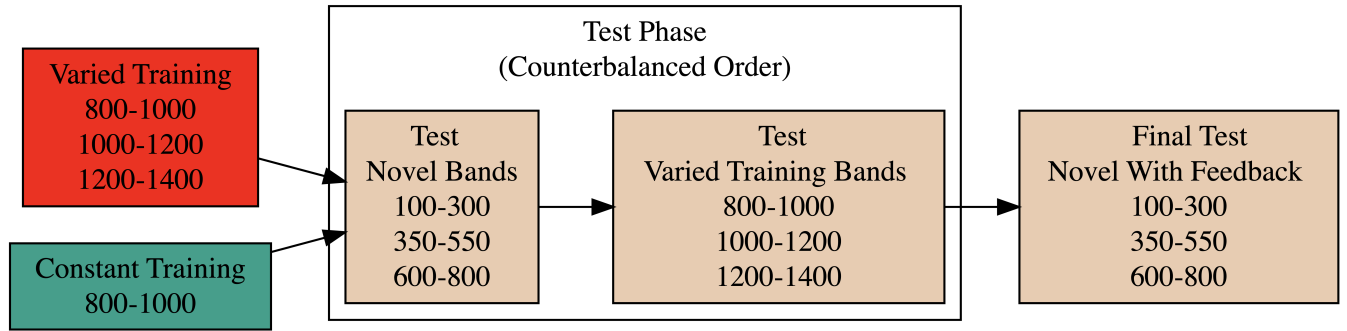 Varied Training
800-1000
1000-1200
1200-1400
Constant Training
800-1000
Test Phase
(Counterbalanced Order)
Test
Novel Bands
100-300
350-550
600-800
Test
Varied Training Bands
800-1000
1000-1200
1200-1400
Final Test
Novel With Feedback
100-300
350-550
600-800